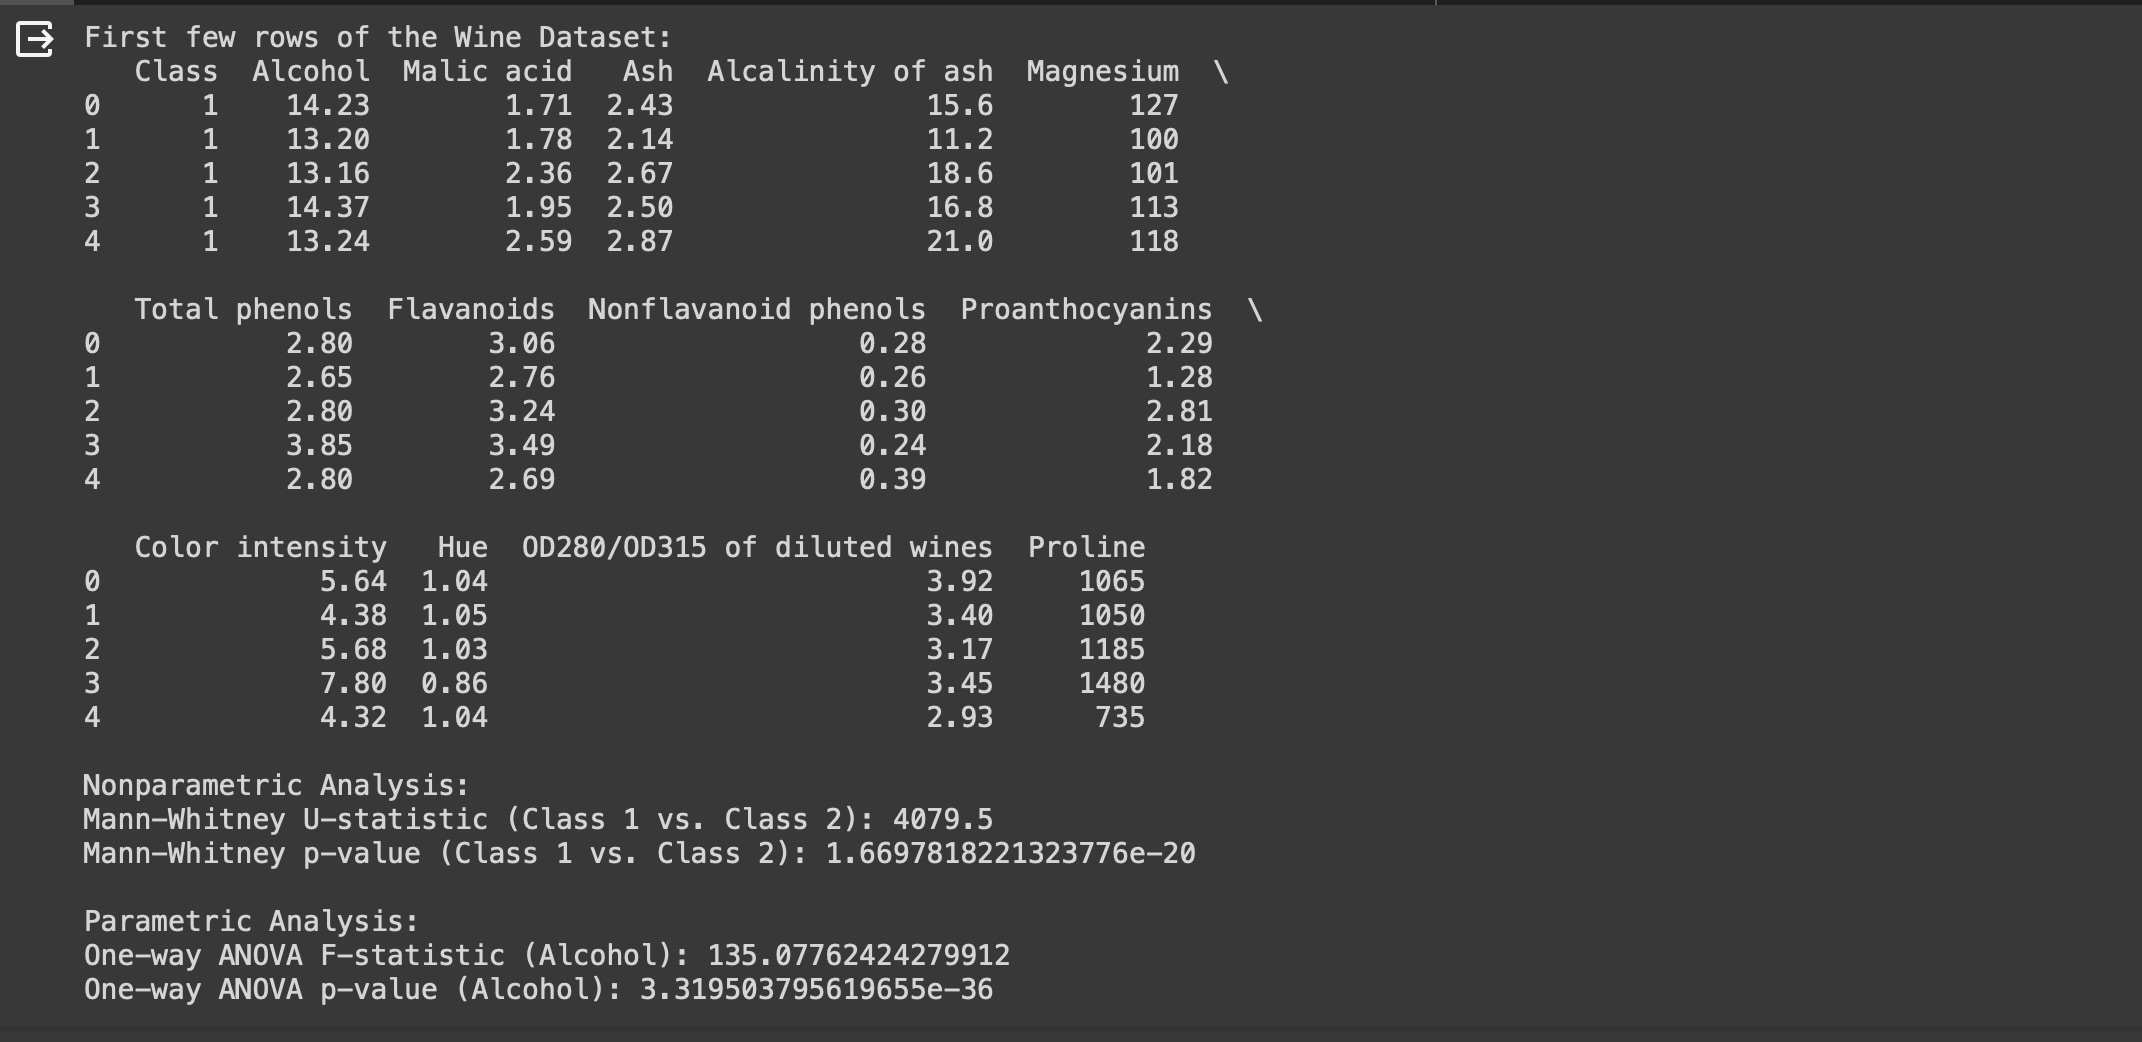 First few rows of the Wine Dataset:
   Class  Alcohol  Malic acid   Ash  Alcalinity of ash  Magnesium  \
0      1    14.23        1.71  2.43               15.6        127
1      1    13.20        1.78  2.14               11.2        100
2      1    13.16        2.36  2.67               18.6        101
3      1    14.37        1.95  2.50               16.8        113
4      1    13.24        2.59  2.87               21.0        118

   Total phenols  Flavanoids  Nonflavanoid phenols  Proanthocyanins  \
0           2.80        3.06                  0.28             2.29
1           2.65        2.76                  0.26             1.28
2           2.80        3.24                  0.30             2.81
3           3.85        3.49                  0.24             2.18
4           2.80        2.69                  0.39             1.82

   Color intensity   Hue  OD280/OD315 of diluted wines  Proline
0             5.64  1.04                          3.92     1065
1             4.38  1.05                          3.40     1050
2             5.68  1.03                          3.17     1185
3             7.80  0.86                          3.45     1480
4             4.32  1.04                          2.93      735

Nonparametric Analysis:
Mann-Whitney U-statistic (Class 1 vs. Class 2): 4079.5
Mann-Whitney p-value (Class 1 vs. Class 2): 1.6697818221323776e-20

Parametric Analysis:
One-way ANOVA F-statistic (Alcohol): 135.07762424279912
One-way ANOVA p-value (Alcohol): 3.319503795619655e-36